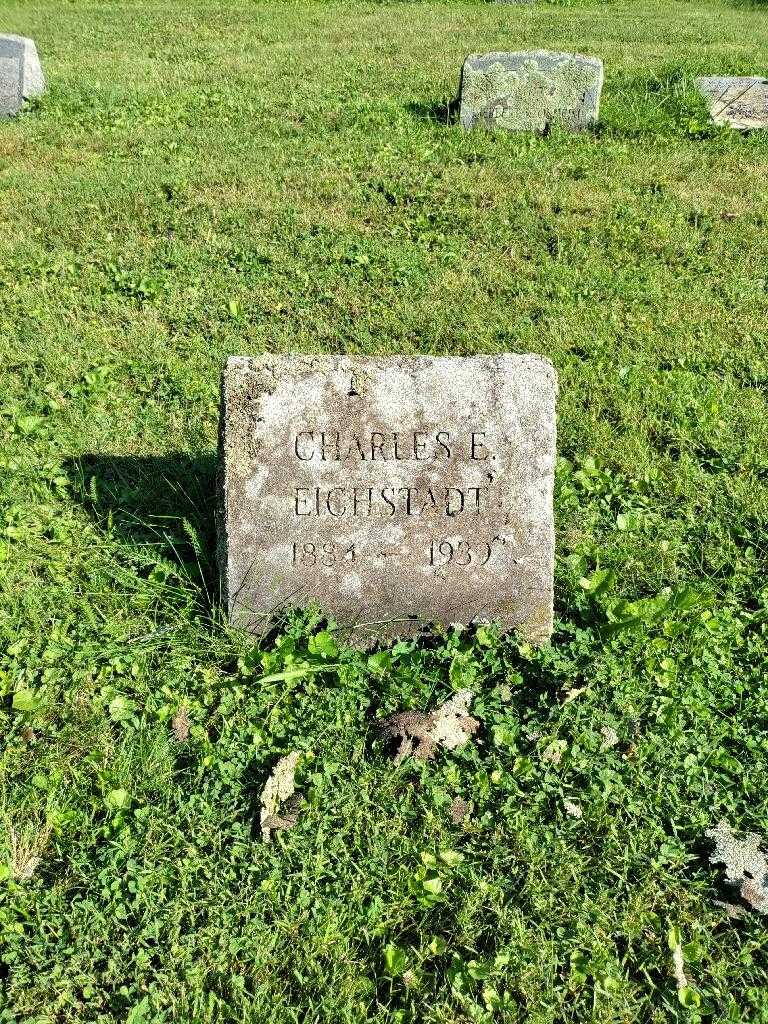 CHARLES E.
EICHSTADT
1884 — 1939